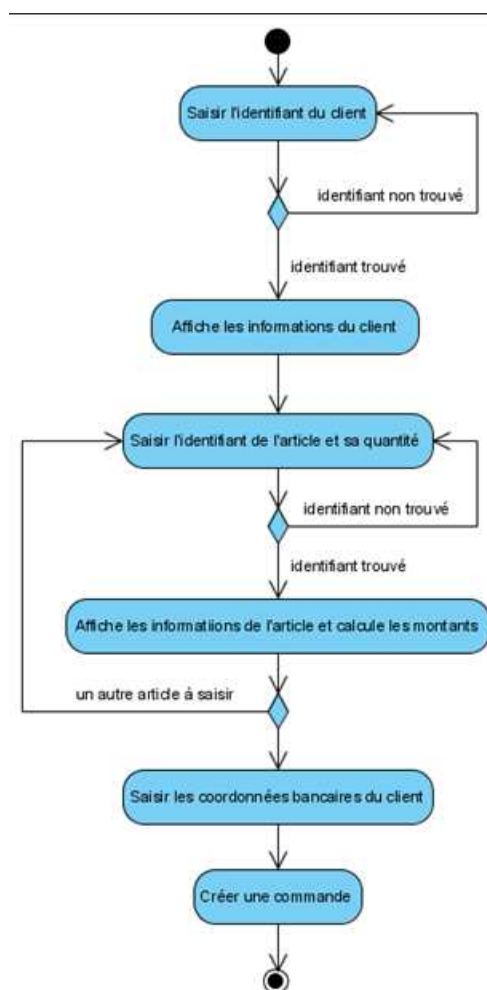 Saisir l'identifiant du client
identifiant non trouvé
identifiant trouvé
Affiche les informations du client
Saisir l'identifiant de l'article et sa quantité
identifiant non trouvé
identifiant trouvé
Affiche les informatiions de l'article et calcule les montants
un autre article à saisir
Saisir les coordonnées bancaires du client
Créer une commande